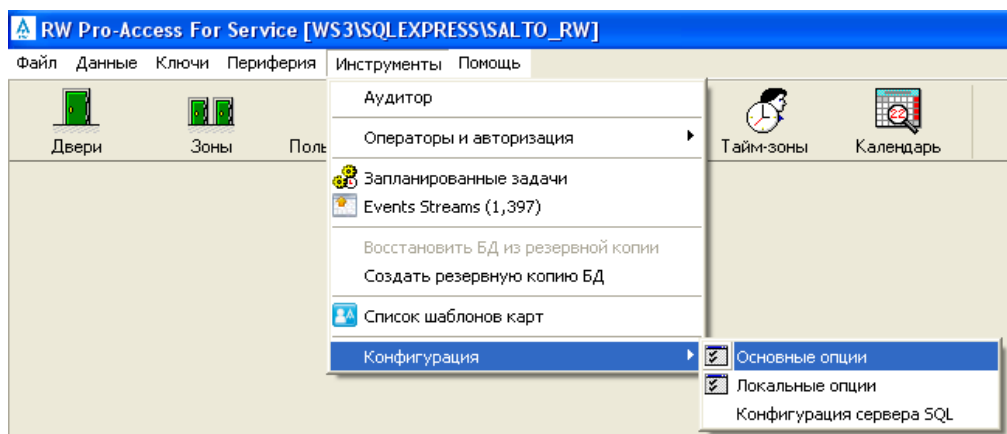 RW Pro-Access For Service [WS3\SQLEXPRESS\SALTO_RW]
Файл Данные Ключи Периферия Инструменты Помощь
Двери Зоны Поль Тайм-зоны Календарь
22
Аудитор
Операторы и авторизация
Запланированные задачи
Events Streams (1,397)
Восстановить БД из резервной копии
Создать резервную копию БД
Список шаблонов карт
Конфигурация
Основные опции
Локальные опции
Конфигурация сервера SQL